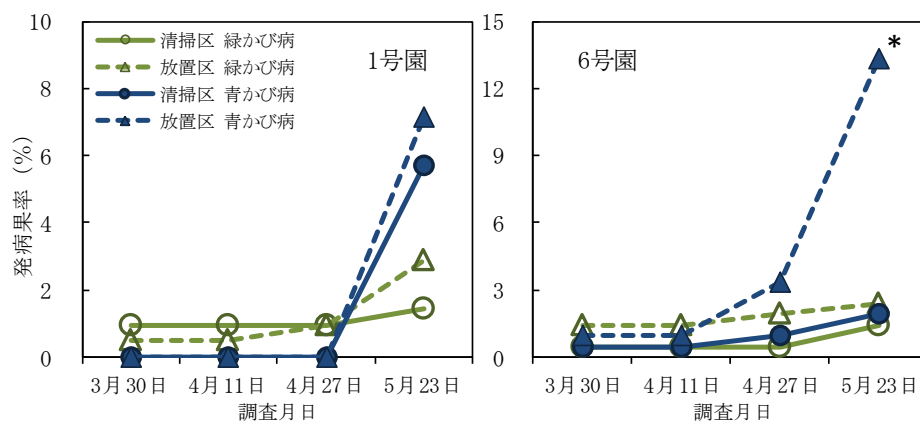 発病果率 (%)
10
8
6
4
2
0
清掃区 緑かび病
放置区 緑かび病
清掃区 青かび病
放置区 青かび病
1号園
3月30日 4月11日 4月27日 5月23日
調査月日
15
12
9
6
3
0
6号園
*
3月30日 4月11日 4月27日 5月23日
調査月日